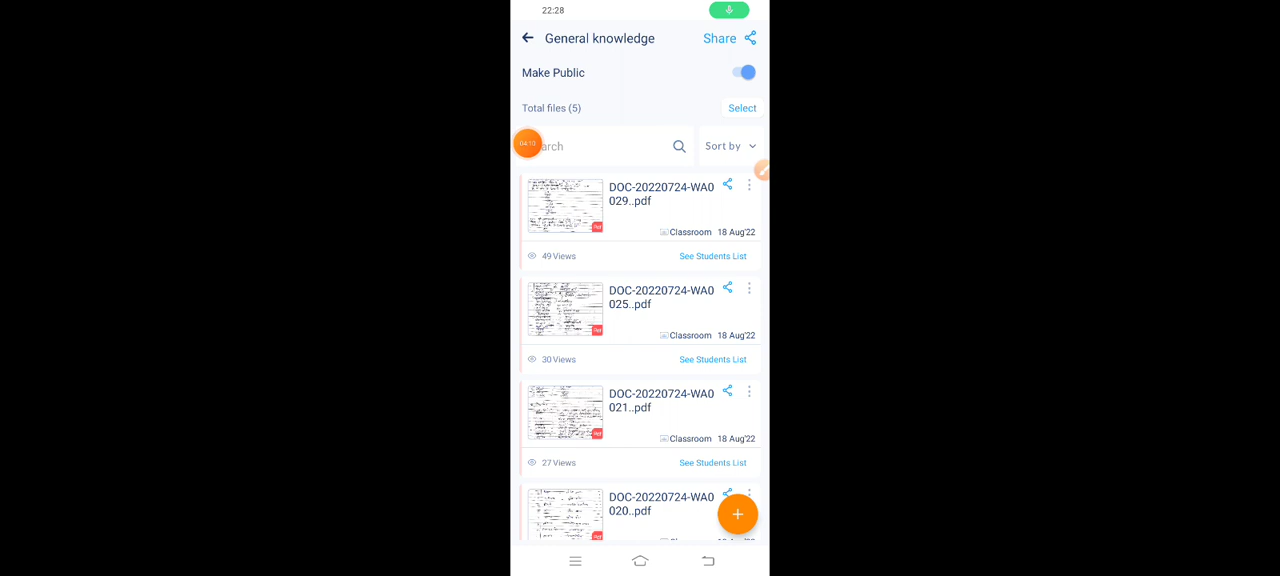 22:28
General knowledge
Share
Make Public
Total files (5)
Select
04:10
arch
Sort by
DOC-20220724-WA0
029..pdf
Classroom 18 Aug'22
49 Views
See Students List
DOC-20220724-WA0
025..pdf
Classroom 18 Aug'22
30 Views
See Students List
DOC-20220724-WA0
021..pdf
Classroom 18 Aug'22
27 Views
See Students List
DOC-20220724-WA0
020..pdf